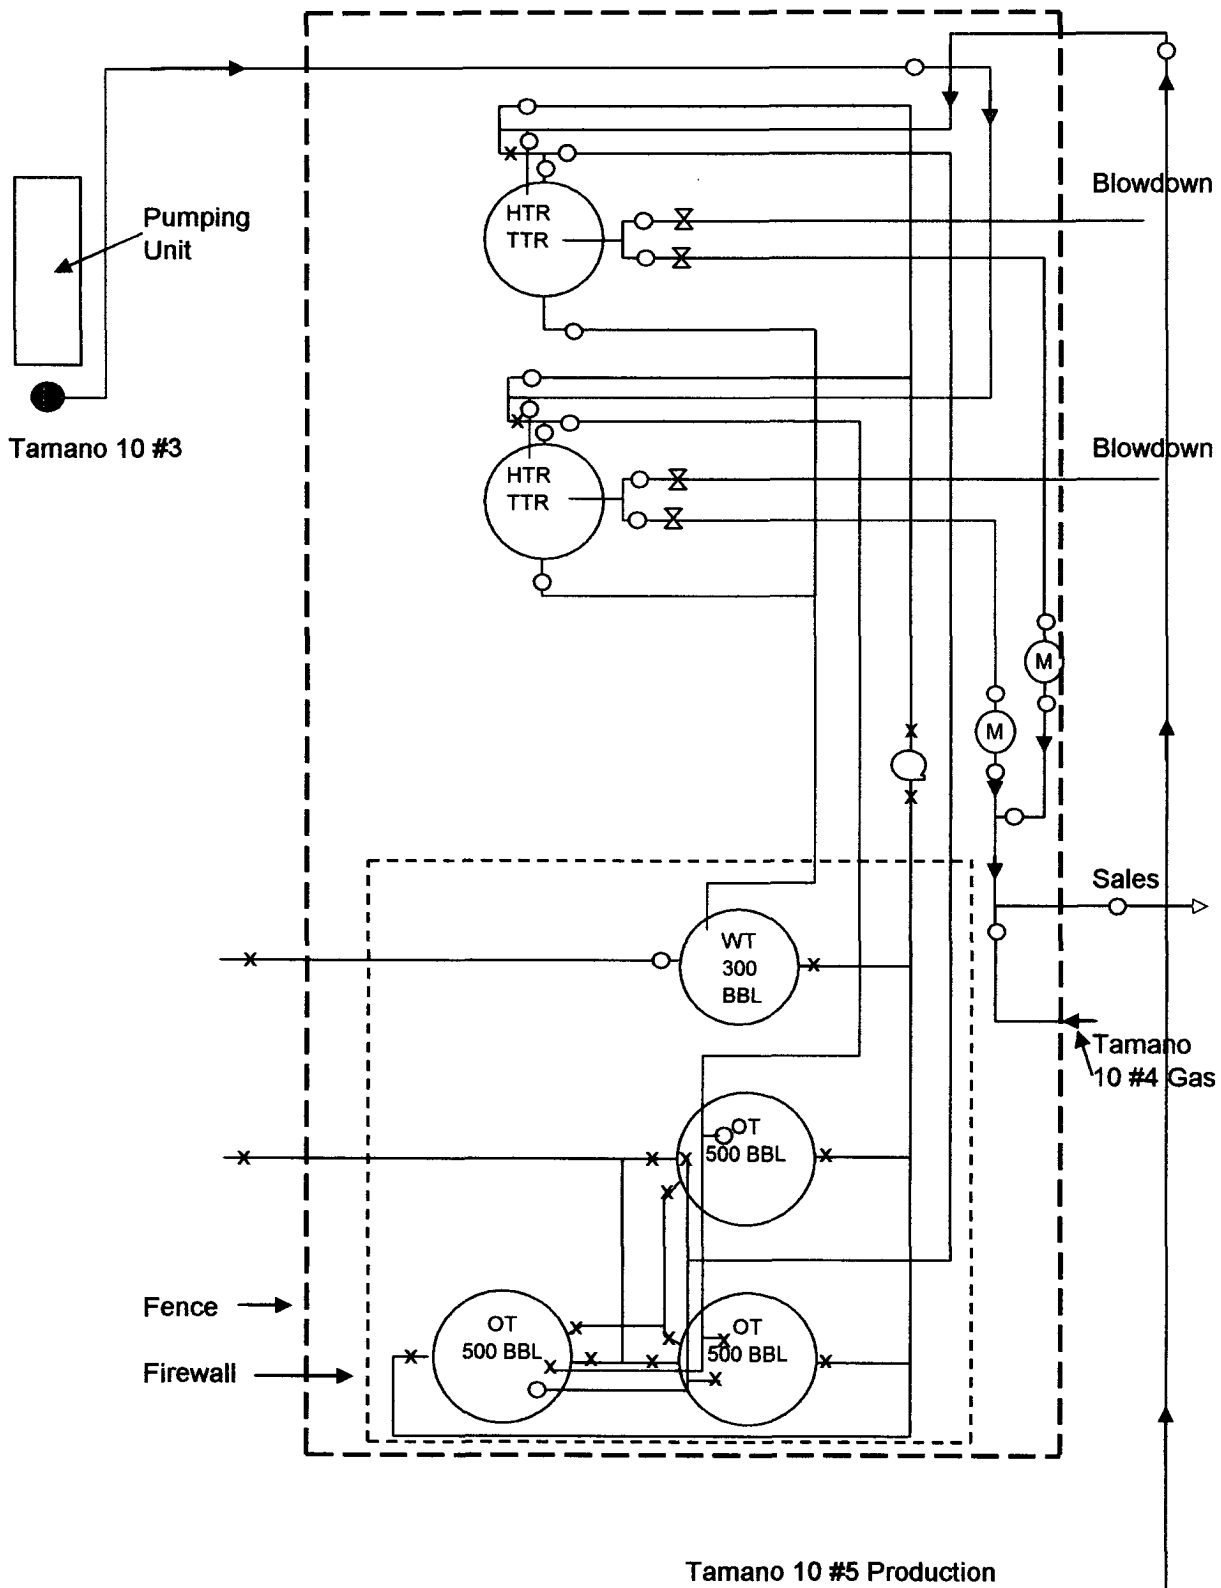 Blowdown
Pumping
Unit
HTR
TTR
Tamano 10 #3
Blowdown
HTR
TTR
M
M
Sales
WT
300
BBL
Tamano
10 #4 Gas
OT
500 BBL
Fence
OT
500 BBL
OT
500 BBL
Firewall
Tamano 10 #5 Production